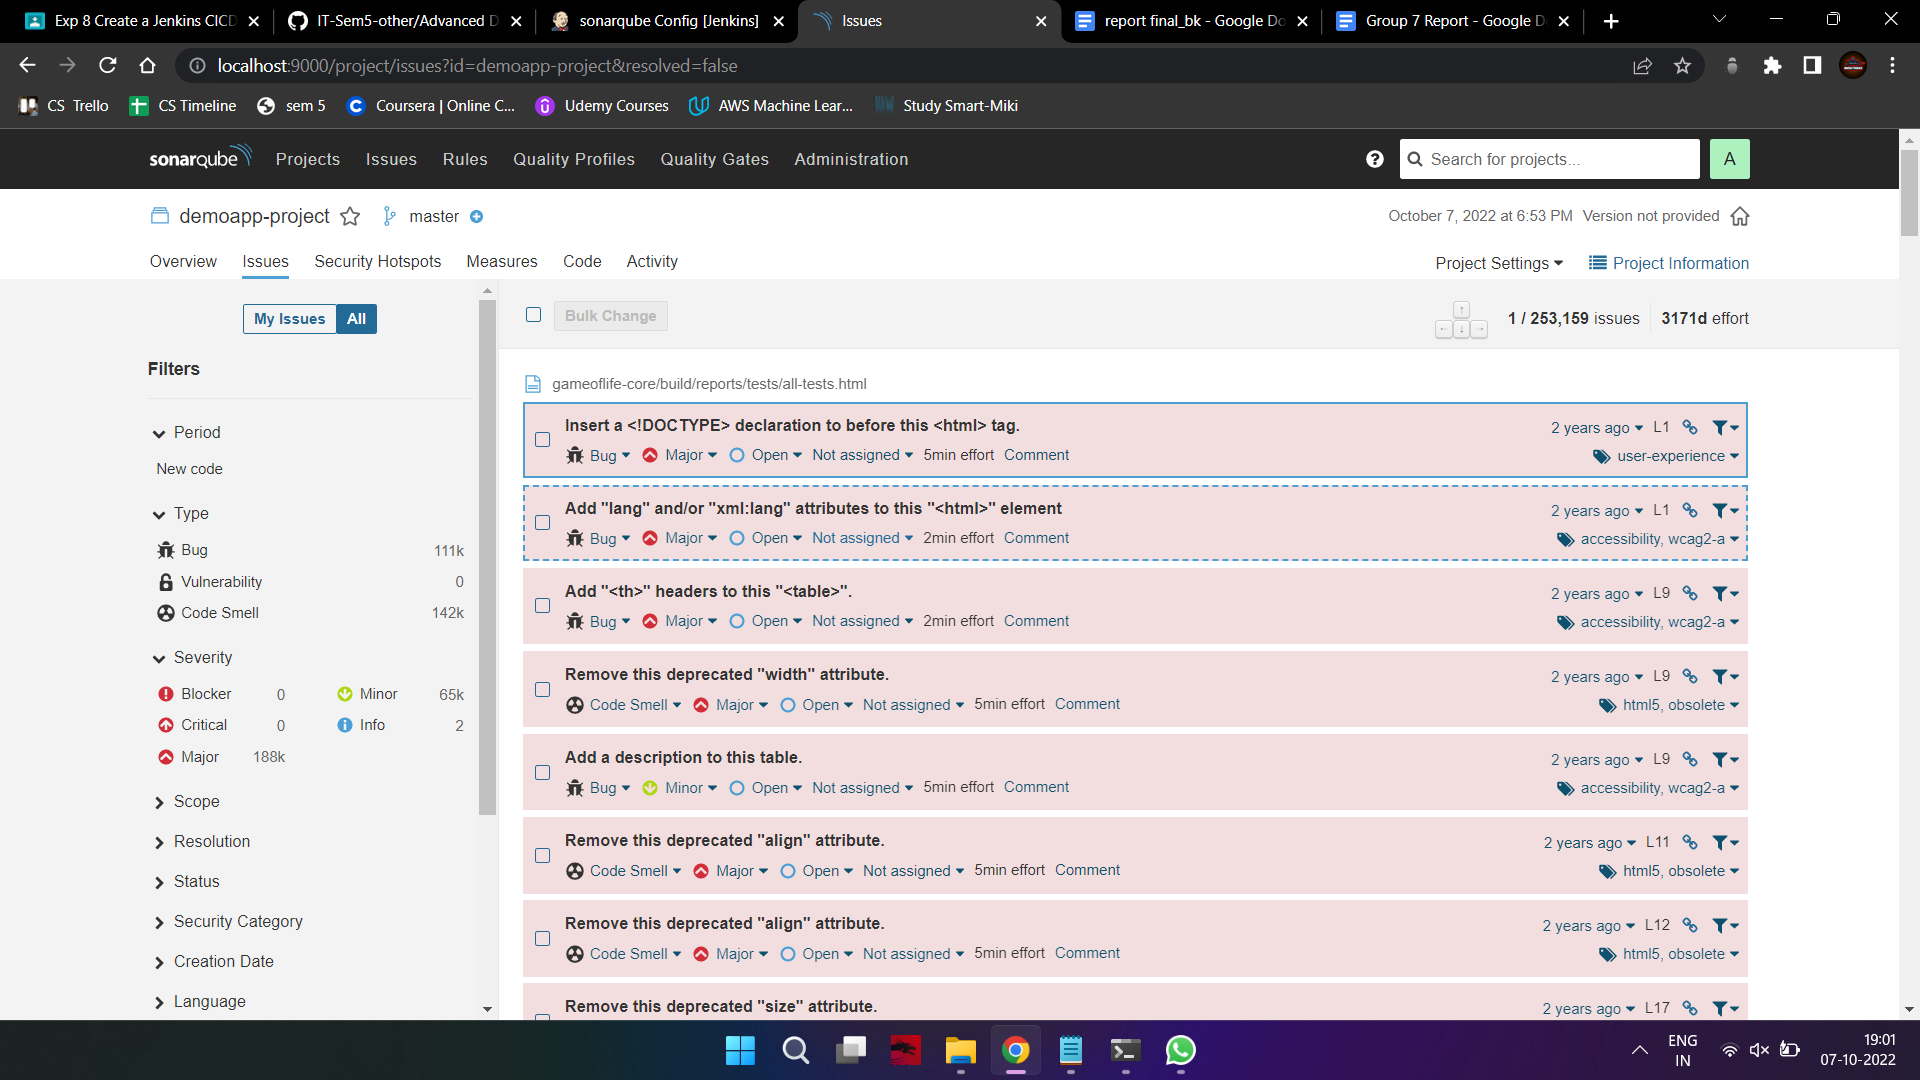 Exp 8 Create a Jenkins CICD
IT-Sem5-other/Advanced D
sonarqube Config [Jenkins]
Issues
report final_bk - Google Do
Group 7 Report - Google D
localhost:9000/project/issues?id=demoapp-project&resolved=false
CS Trello
CS Timeline
sem 5
Coursera | Online C...
Udemy Courses
AWS Machine Lear...
Study Smart-Miki
sonarqube Projects Issues Rules Quality Profiles Quality Gates Administration
Search for projects...
A
demoapp-project master
October 7, 2022 at 6:53 PM Version not provided
Overview Issues Security Hotspots Measures Code Activity
Project Settings Project Information
My Issues All
Filters
Period
New code
Type
Bug 111k
Vulnerability 0
Code Smell 142k
Severity
Blocker 0 Minor 65k
Critical 0 Info 2
Major 188k
Scope
Resolution
Status
Security Category
Creation Date
Language
Bulk Change
1 / 253,159 issues 3171d effort
gameoflife-core/build/reports/tests/all-tests.html
Insert a <!DOCTYPE> declaration to before this <html> tag. 2 years ago L1
Bug Major Open Not assigned 5min effort Comment user-experience
Add "lang" and/or "xml:lang" attributes to this "<html>" element 2 years ago L1
Bug Major Open Not assigned 2min effort Comment accessibility, wcag2-a
Add "<th>" headers to this "<table>". 2 years ago L9
Bug Major Open Not assigned 2min effort Comment accessibility, wcag2-a
Remove this deprecated "width" attribute. 2 years ago L9
Code Smell Major Open Not assigned 5min effort Comment html5, obsolete
Add a description to this table. 2 years ago L9
Bug Minor Open Not assigned 5min effort Comment accessibility, wcag2-a
Remove this deprecated "align" attribute. 2 years ago L11
Code Smell Major Open Not assigned 5min effort Comment html5, obsolete
Remove this deprecated "align" attribute. 2 years ago L12
Code Smell Major Open Not assigned 5min effort Comment html5, obsolete
Remove this deprecated "size" attribute. 2 years ago L17
ENG
IN
19:01
07-10-2022